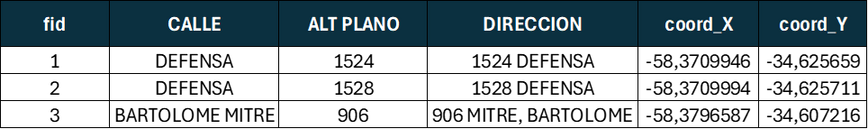 fid CALLE ALT PLANO DIRECCION coord_X coord_Y
1 DEFENSA 1524 1524 DEFENSA -58,3709946 -34,625659
2 DEFENSA 1528 1528 DEFENSA -58,3709994 -34,625711
3 BARTOLOME MITRE 906 906 MITRE, BARTOLOME -58,3796587 -34,607216